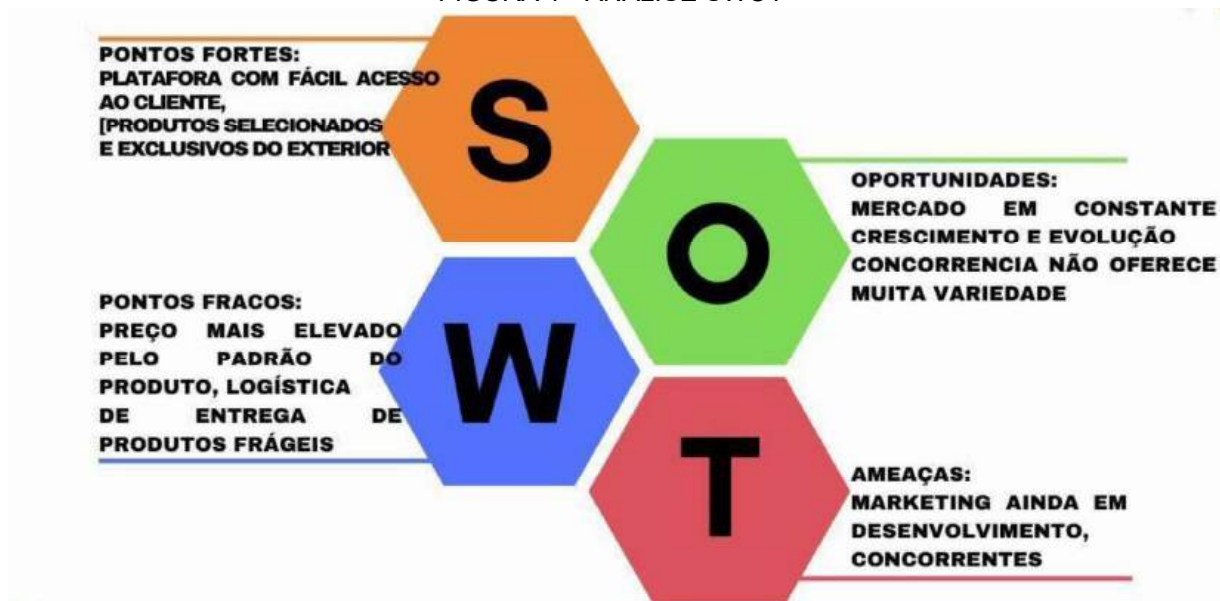 PONTOS FORTES:
PLATAFORA COM FÁCIL ACESSO
AO CLIENTE,
[PRODUTOS SELECIONADOS
E EXCLUSIVOS DO EXTERIOR
S
OPORTUNIDADES:
MERCADO EM CONSTANTE
CRESCIMENTO E EVOLUÇÃO
CONCORRENCIA NÃO OFERECE
MUITA VARIEDADE
O
PONTOS FRACOS:
PREÇO MAIS ELEVADO
PELO PADRÃO DO
PRODUTO, LOGÍSTICA
DE ENTREGA DE
PRODUTOS FRÁGEIS
W
AMEAÇAS:
MARKETING AINDA EM
DESENVOLVIMENTO,
CONCORRENTES
T